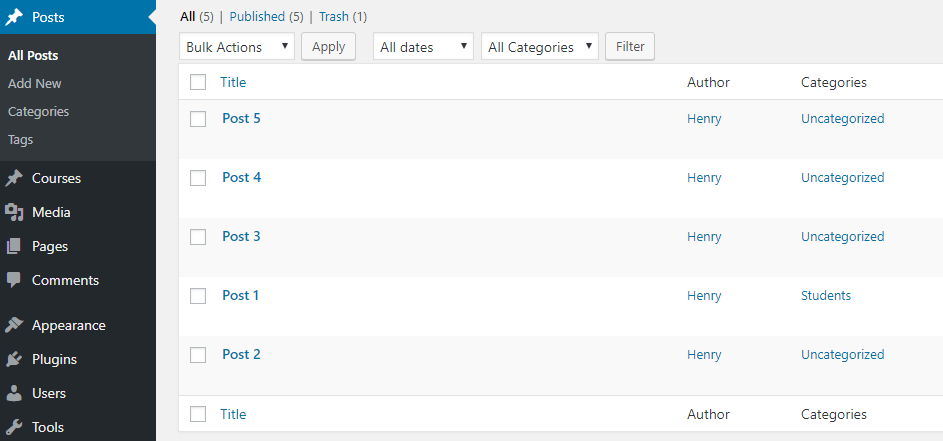 Posts
All Posts
Add New
Categories
Tags
Courses
Media
Pages
Comments
Appearance
Plugins
Users
Tools
All (5) | Published (5) | Trash (1)
Bulk Actions Apply All dates All Categories Filter
Title Author Categories
Post 5 Henry Uncategorized
Post 4 Henry Uncategorized
Post 3 Henry Uncategorized
Post 1 Henry Students
Post 2 Henry Uncategorized
Title Author Categories